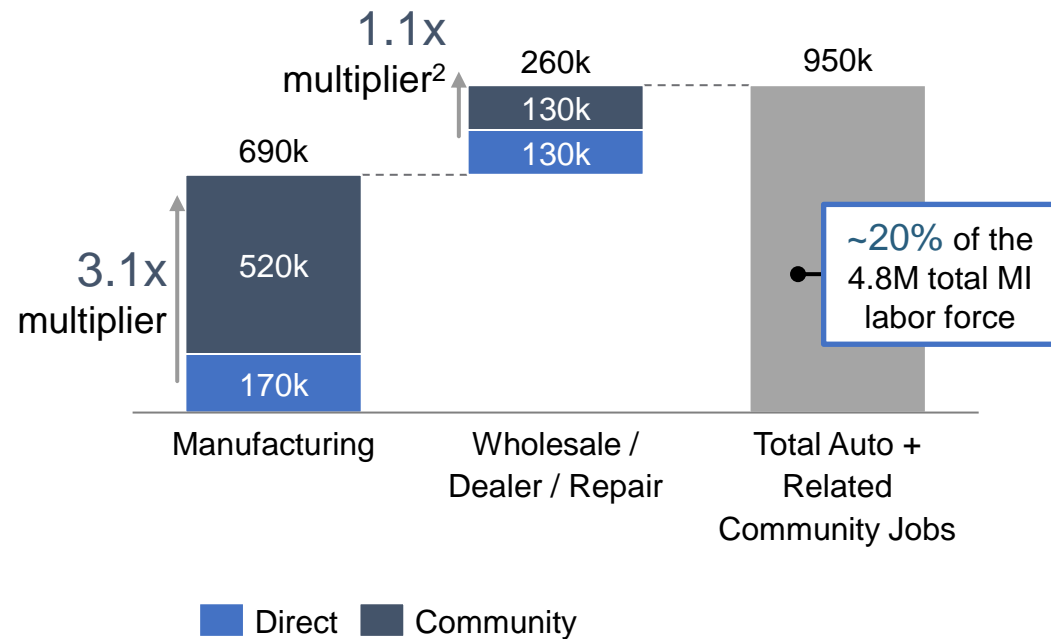 1.1x
multiplier2
260k
950k
130k
130k
690k
3.1x
multiplier
520k
170k
~20% of the
4.8M total MI
labor force
Manufacturing
Wholesale /
Dealer / Repair
Total Auto +
Related
Community Jobs
Direct
Community